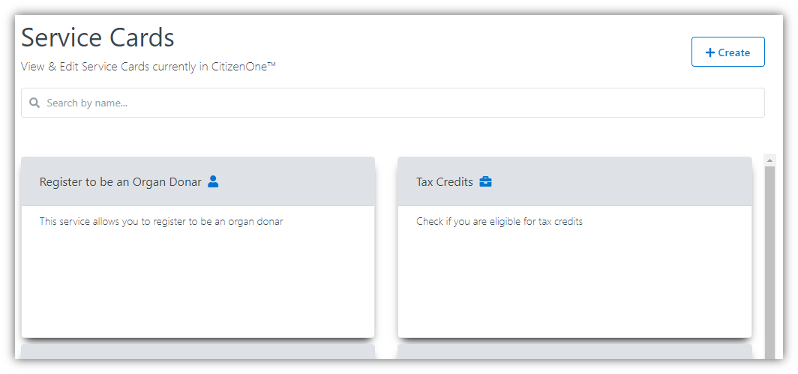 Service Cards
View & Edit Service Cards currently in CitizenOne™
Create
Search by name...
Register to be an Organ Donar
Tax Credits
This service allows you to register to be an organ donar
Check if you are eligible for tax credits